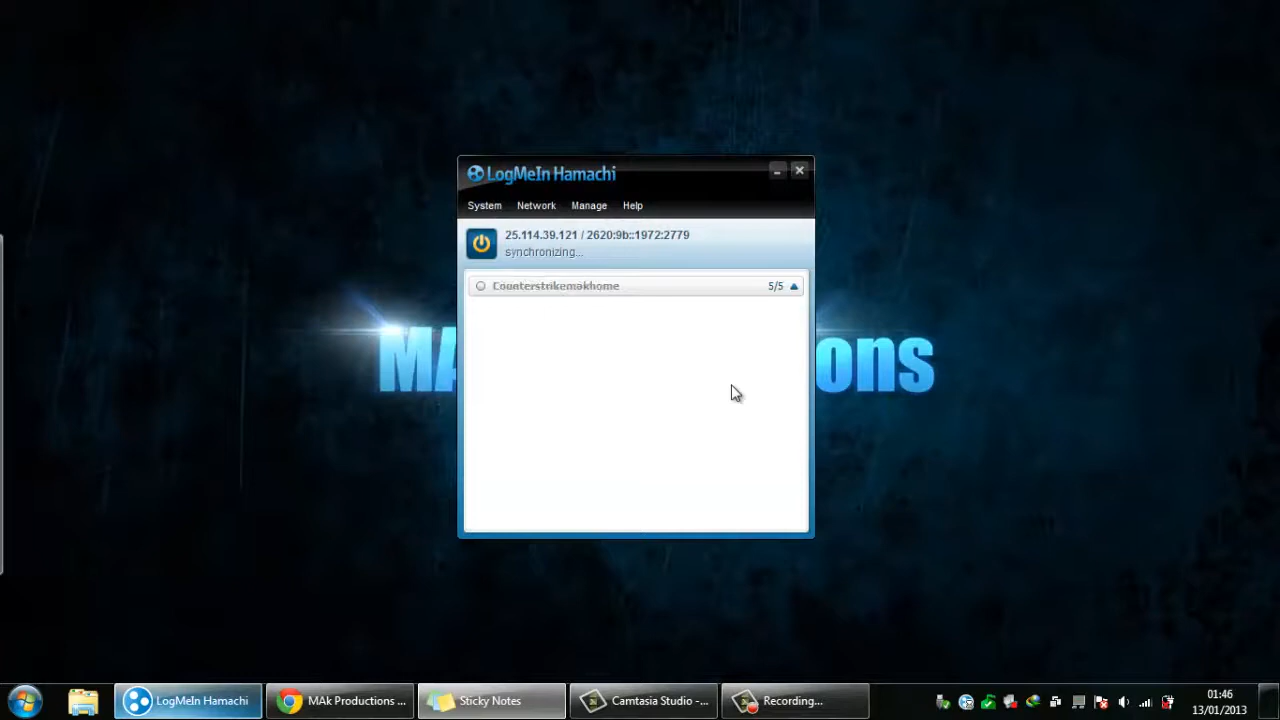 LogMeIn Hamachi
System Network Manage Help
25.114.39.121 / 2620:9b::1972:2779
synchronizing...
Counterstrikemakhome 5/5
MA
ons
LogMeIn Hamachi
MAk Productions ...
Sticky Notes
Camtasia Studio -...
Recording...
01:46
13/01/2013